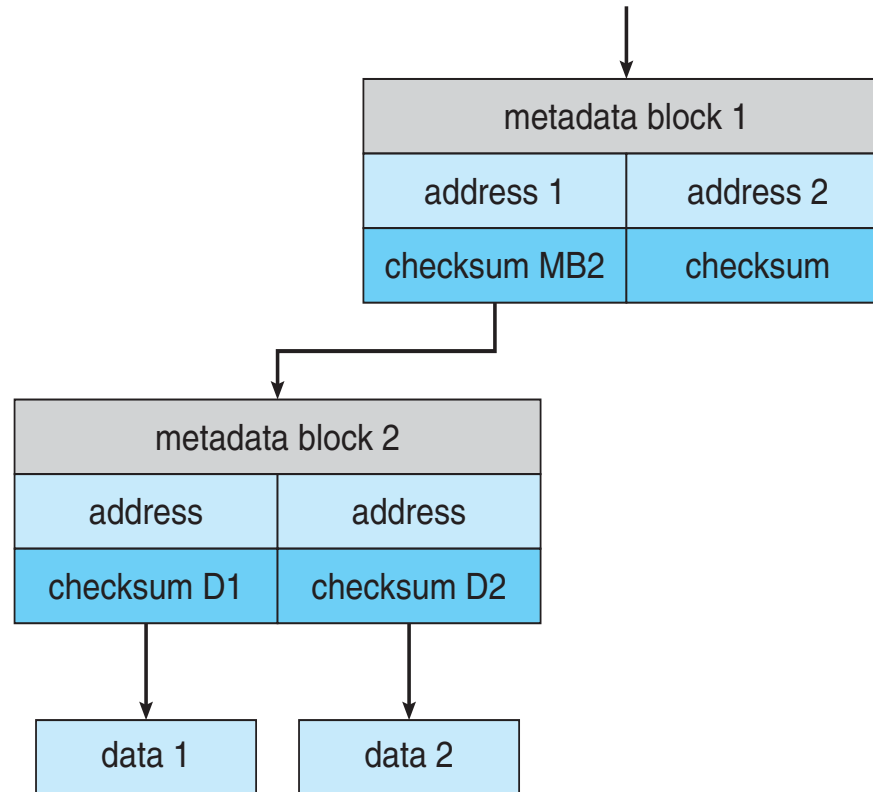 metadata block 1
address 1 address 2
checksum MB2 checksum
metadata block 2
address address
checksum D1 checksum D2
data 1 data 2